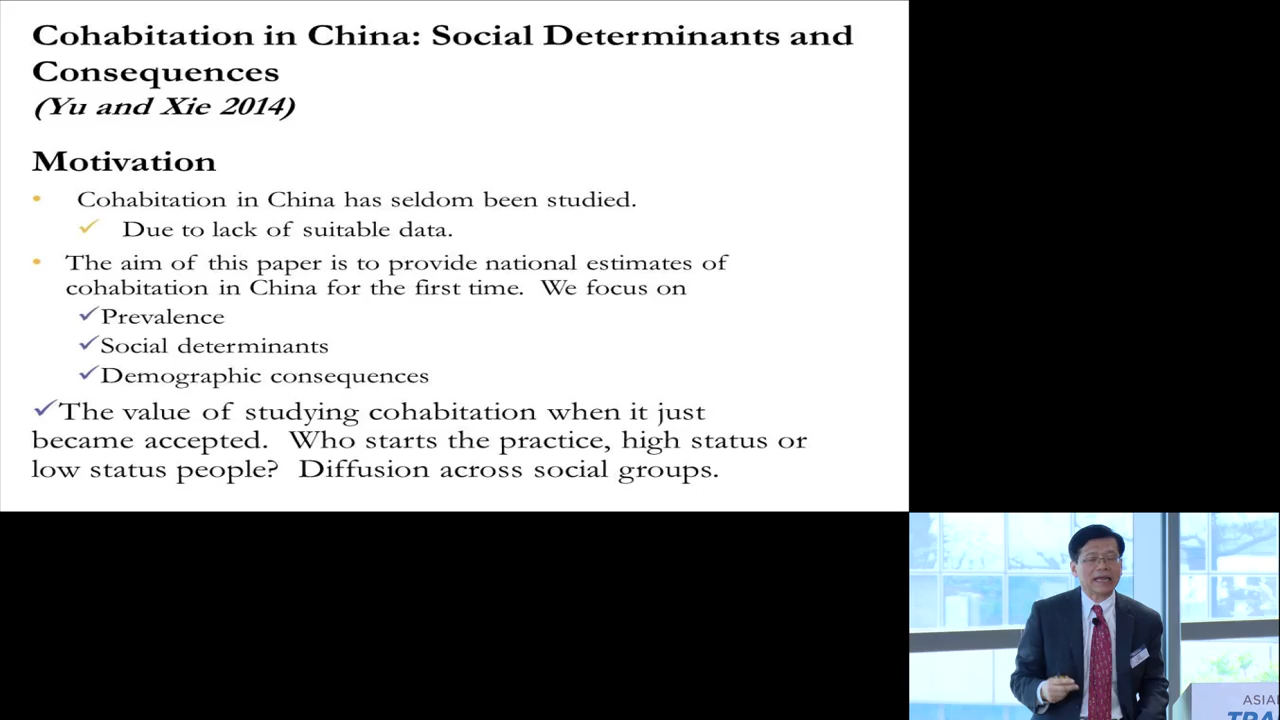 Cohabitation in China: Social Determinants and
Consequences
(Yu and Xie 2014)
Motivation
• Cohabitation in China has seldom been studied.
✓ Due to lack of suitable data.
• The aim of this paper is to provide national estimates of
cohabitation in China for the first time. We focus on
✓Prevalence
✓Social determinants
✓Demographic consequences
✓The value of studying cohabitation when it just
became accepted. Who starts the practice, high status or
low status people? Diffusion across social groups.
ASIA